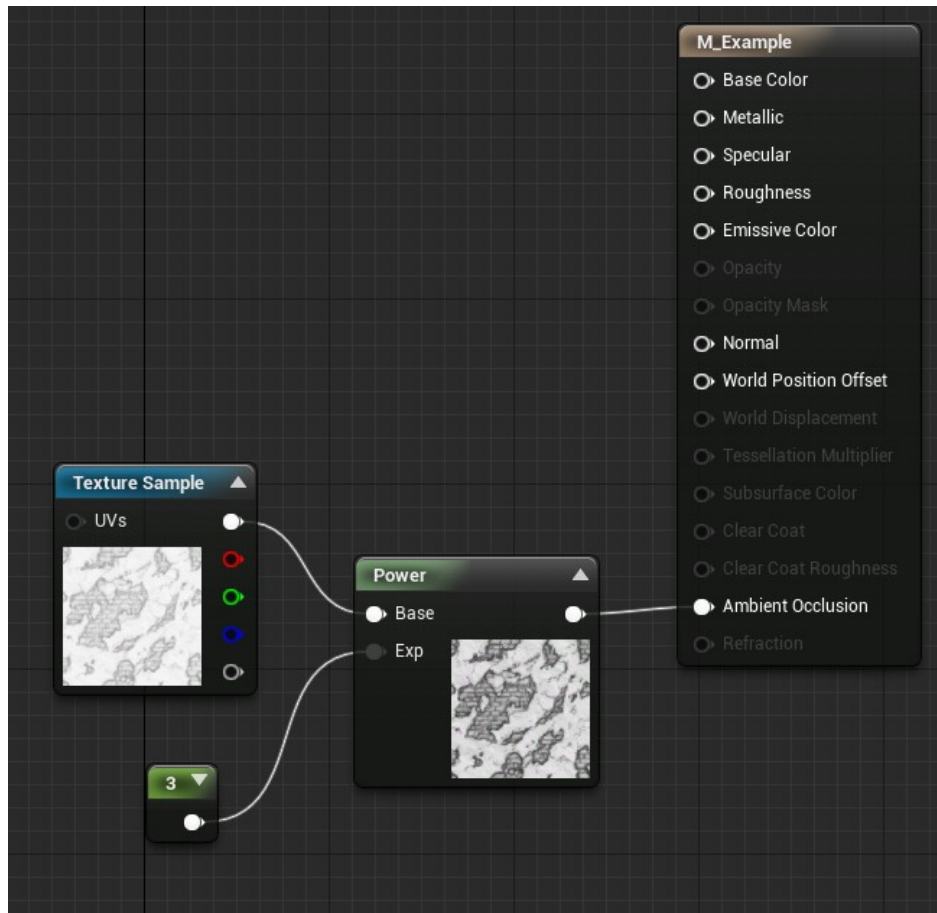 M_Example
Base Color
Metallic
Specular
Roughness
Emissive Color
Opacity
Opacity Mask
Normal
World Position Offset
World Displacement
Tessellation Multiplier
Subsurface Color
Clear Coat
Clear Coat Roughness
Ambient Occlusion
Refraction
Texture Sample
UVs
Power
Base
Exp
3